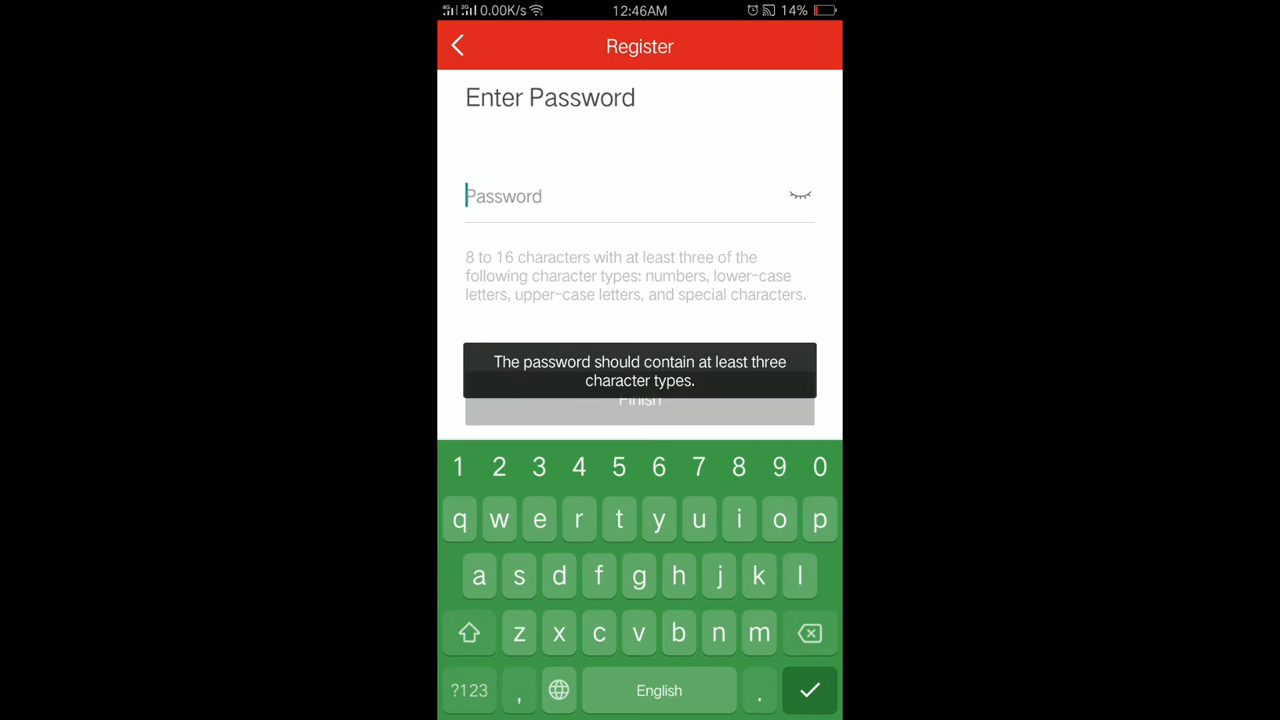 4G 2G 0.00K/s 12:46AM 14%
Register
Enter Password
Password
8 to 16 characters with at least three of the
following character types: numbers, lower-case
letters, upper-case letters, and special characters.
The password should contain at least three
character types.
Finish
1 2 3 4 5 6 7 8 9 0
q w e r t y u i o p
a s d f g h j k l
z x c v b n m
?123 , English .